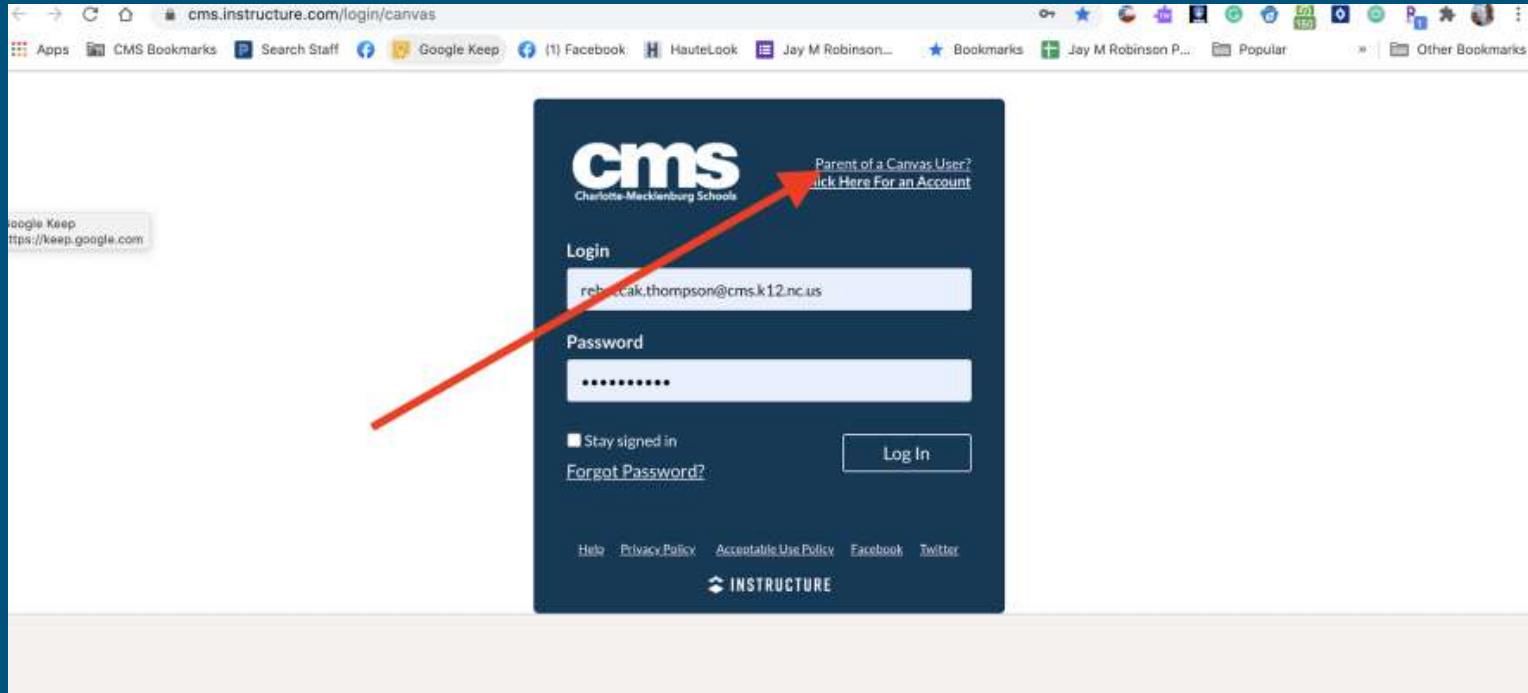 cms.instructure.com/login/canvas
Apps CMS Bookmarks Search Staff Google Keep (1) Facebook HauteLook Jay M Robinson... Bookmarks Jay M Robinson P... Popular » Other Bookmarks
cms
Charlotte-Mecklenburg Schools
Parent of a Canvas User?
Here For an Account
Google Keep
https://keep.google.com
Login
rebeccak.thompson@cms.k12.nc.us
Password
••••••••••
Stay signed in
Log In
Forgot Password?
Help Privacy Policy Acceptable Use Policy Facebook Twitter
INSTRUCTURE